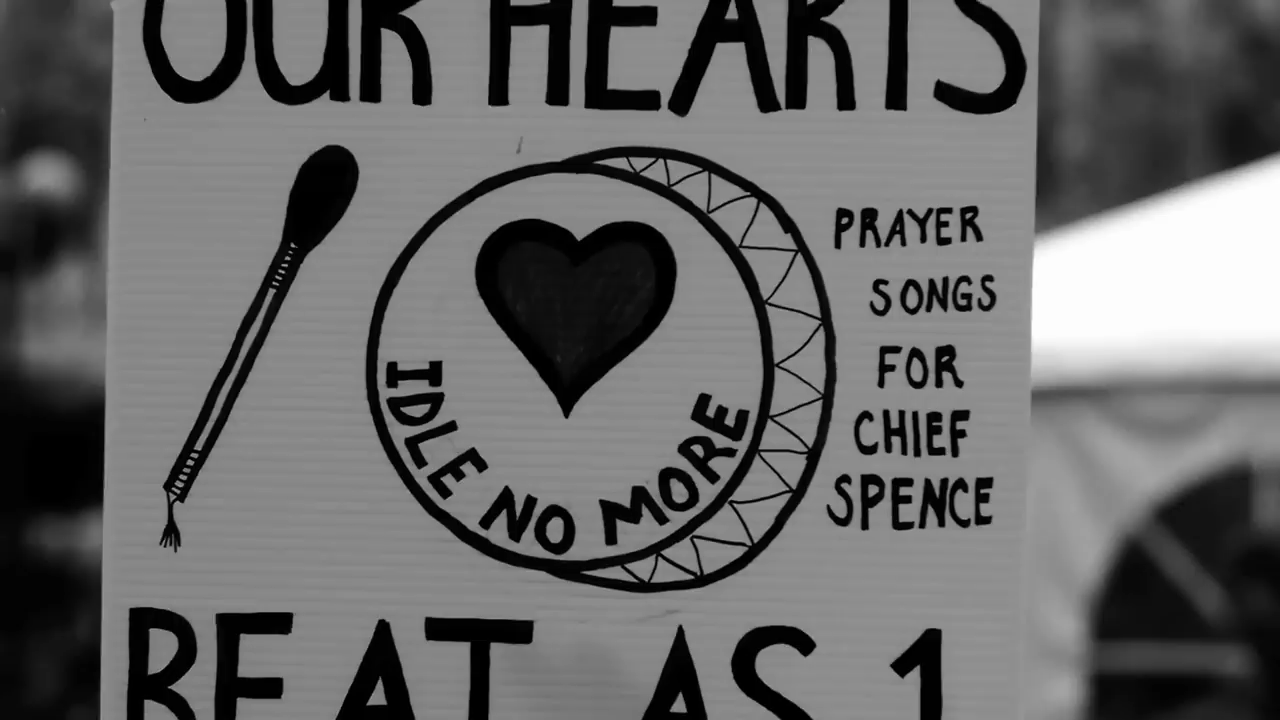 OUR HEARTS
IDLE NO MORE
PRAYER
SONGS
FOR
CHIEF
SPENCE
BEAT AS 1